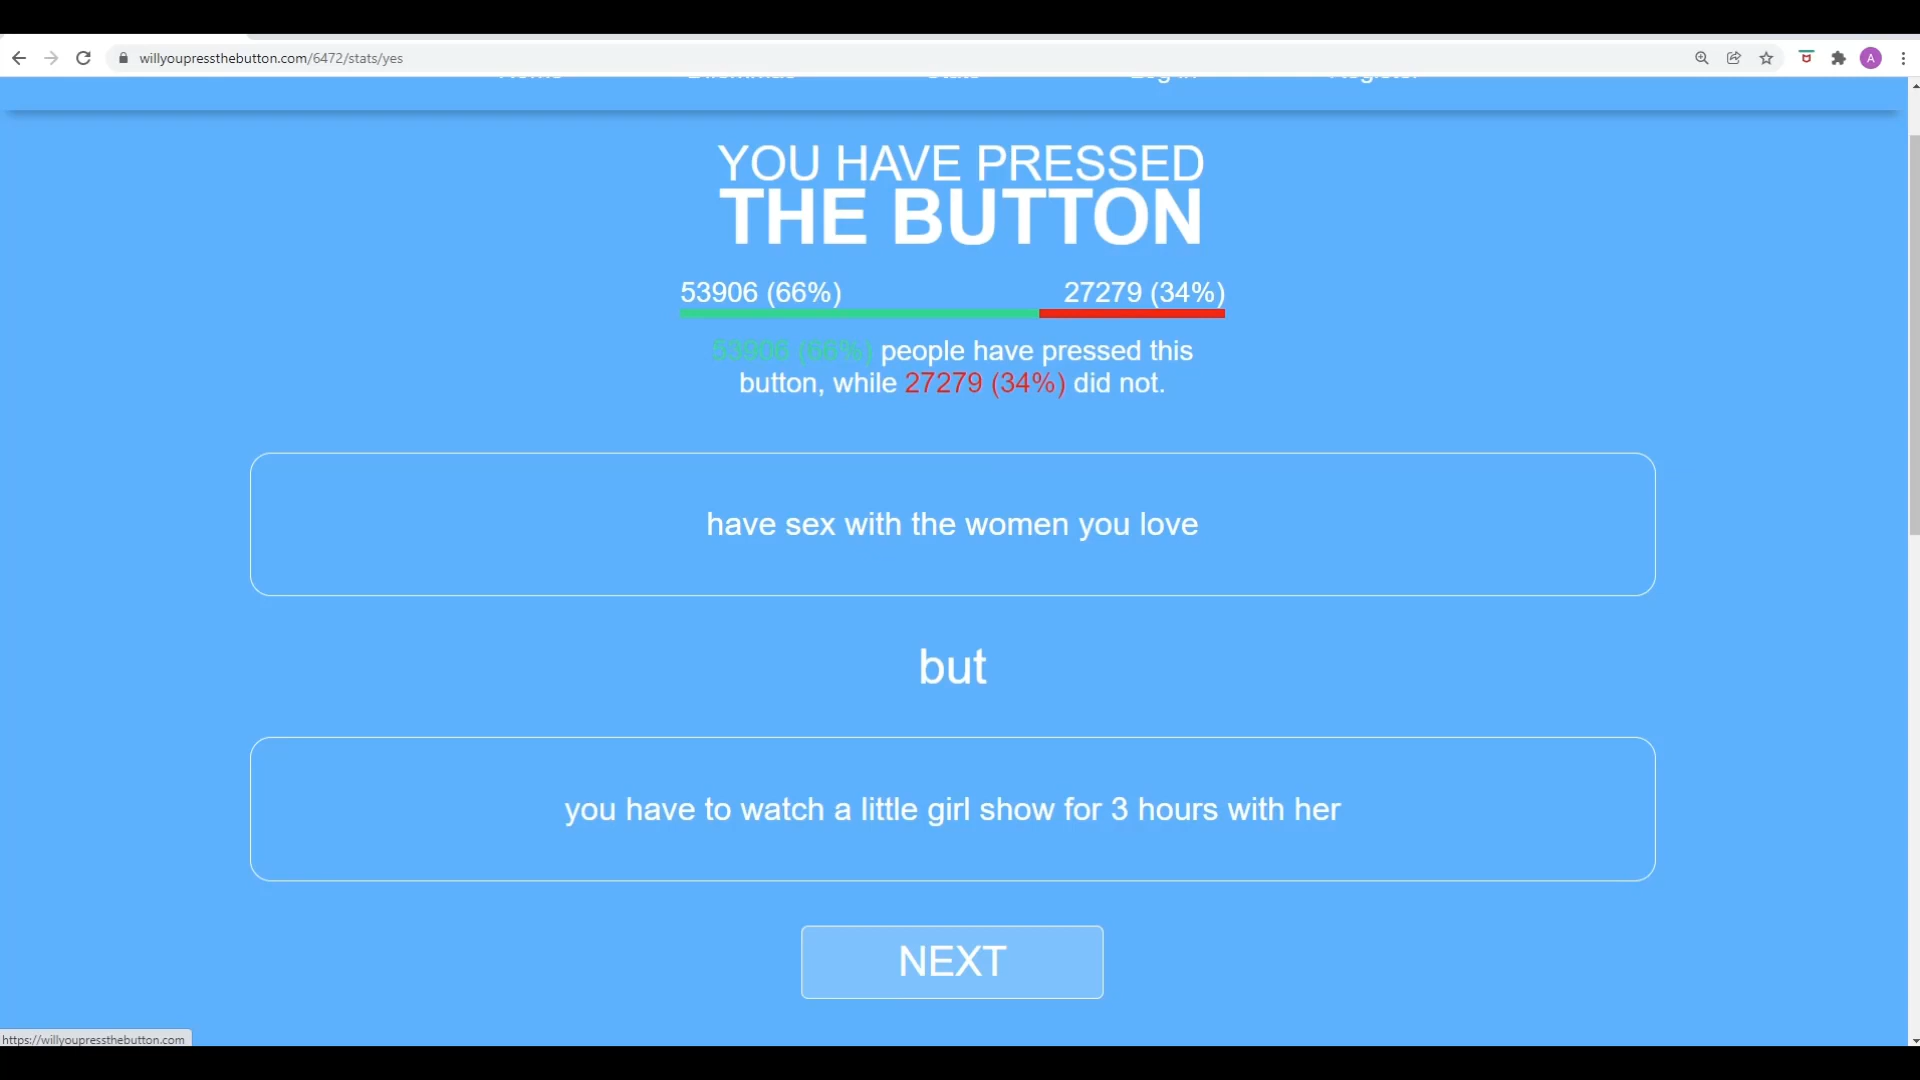 willyoupressthebutton.com/6472/stats/yes
A
YOU HAVE PRESSED
THE BUTTON
53906 (66%) 27279 (34%)
53906 (66%) people have pressed this
button, while 27279 (34%) did not.
have sex with the women you love
but
you have to watch a little girl show for 3 hours with her
NEXT
https://willyoupressthebutton.com